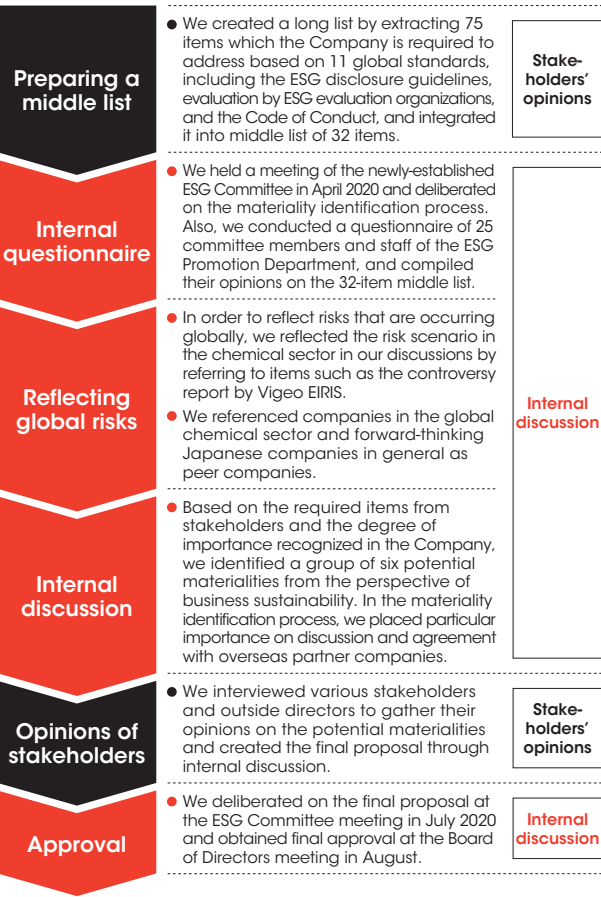 Preparing a
middle list
We created a long list by extracting 75
items which the Company is required to
address based on 11 global standards,
including the ESG disclosure guidelines,
evaluation by ESG evaluation organizations,
and the Code of Conduct, and integrated
it into middle list of 32 items.
Stake-
holders’
opinions
Internal
questionnaire
We held a meeting of the newly-established
ESG Committee in April 2020 and deliberated
on the materiality identification process.
Also, we conducted a questionnaire of 25
committee members and staff of the ESG
Promotion Department, and compiled
their opinions on the 32-item middle list.
Reflecting
global risks
In order to reflect risks that are occurring
globally, we reflected the risk scenario in
the chemical sector in our discussions by
referring to items such as the controversy
report by Vigeo EIRIS.
We referenced companies in the global
chemical sector and forward-thinking
Japanese companies in general as
peer companies.
Internal
discussion
Internal
discussion
Based on the required items from
stakeholders and the degree of
importance recognized in the Company,
we identified a group of six potential
materialities from the perspective of
business sustainability. In the materiality
identification process, we placed particular
importance on discussion and agreement
with overseas partner companies.
Opinions of
stakeholders
We interviewed various stakeholders
and outside directors to gather their
opinions on the potential materialities
and created the final proposal through
internal discussion.
Stake-
holders’
opinions
Approval
We deliberated on the final proposal at
the ESG Committee meeting in July 2020
and obtained final approval at the Board
of Directors meeting in August.
Internal
discussion